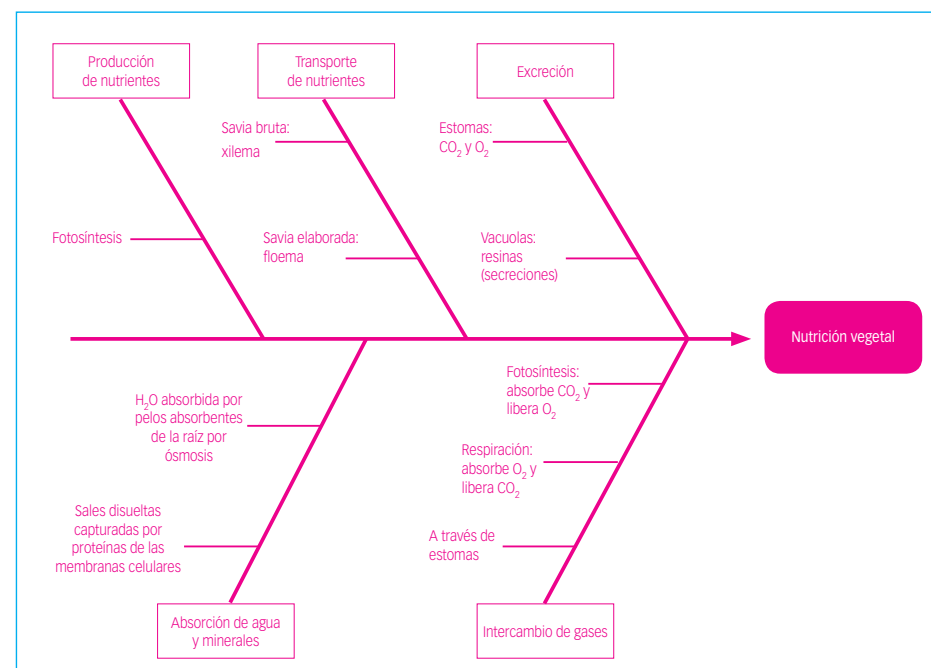 Producción
de nutrientes
Transporte
de nutrientes
Excreción
Savia bruta:
xilema
Estomas:
CO₂ y O₂
Fotosíntesis
Savia elaborada:
floema
Vacuolas:
resinas
(secreciones)
Nutrición vegetal
H₂O absorbida por
pelos absorbentes
de la raíz por
ósmosis
Fotosíntesis:
absorbe CO₂ y
libera O₂
Respiración:
absorbe O₂ y
libera CO₂
Sales disueltas
capturadas por
proteínas de las
membranas celulares
A través de
estomas
Absorción de agua
y minerales
Intercambio de gases